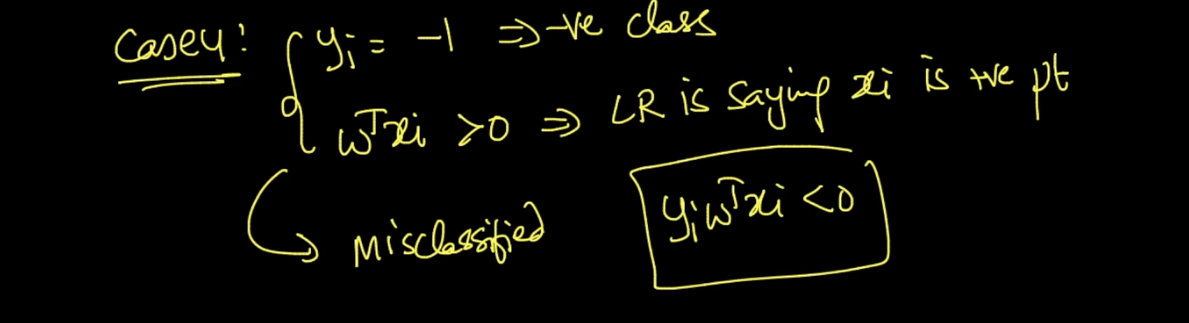 Case4: yᵢ = -1 ⇒ -ve class
wᵀxᵢ >0 ⇒ LR is saying xᵢ is +ve pt
Misclassified
yᵢwᵀxᵢ <0